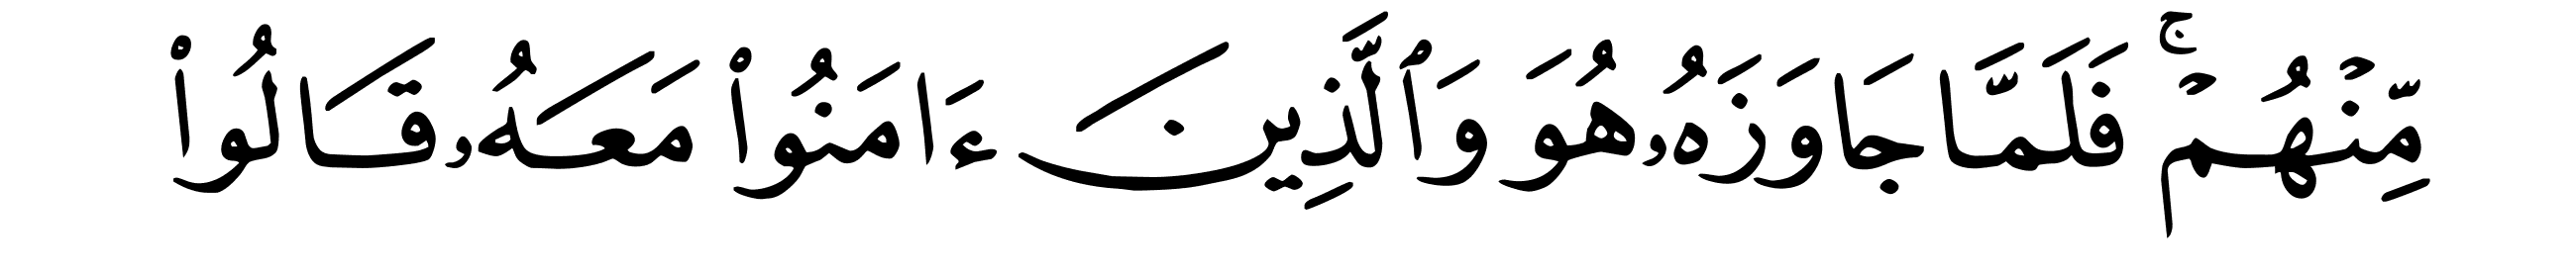 مِّنْهُمْ ۚ فَلَمَّا جَاوَزَهُۥ هُوَ وَٱلَّذِينَ ءَامَنُوا۟ مَعَهُۥ قَالُوا۟